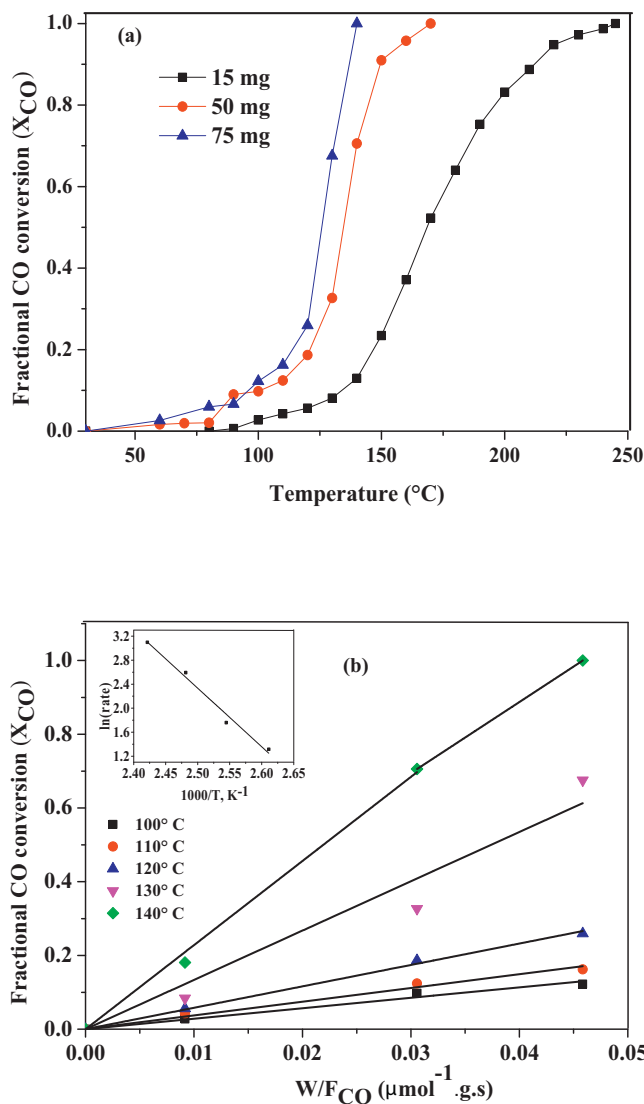 (a)
15 mg
50 mg
75 mg
Fractional CO conversion (XCO)
1.0
0.8
0.6
0.4
0.2
0.0
50 100 150 200 250
Temperature (°C)
(b)
3.2
2.8
2.4
2.0
1.6
1.2
ln(rate)
2.40 2.45 2.50 2.55 2.60 2.65
1000/T, K-1
100° C
110° C
120° C
130° C
140° C
Fractional CO conversion (XCO)
1.0
0.8
0.6
0.4
0.2
0.0
0.00 0.01 0.02 0.03 0.04 0.05
W/FCO (µmol-1.g.s)